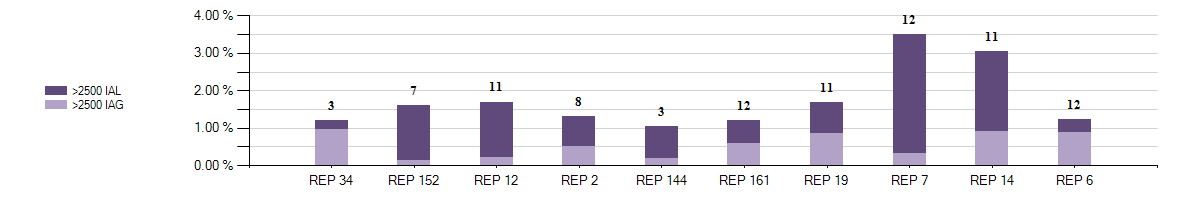 4.00 %
3.00 %
2.00 %
1.00 %
0.00 %
>2500 IAL
>2500 IAG
3 7 11 8 3 12 11 12 11 12
REP 34 REP 152 REP 12 REP 2 REP 144 REP 161 REP 19 REP 7 REP 14 REP 6